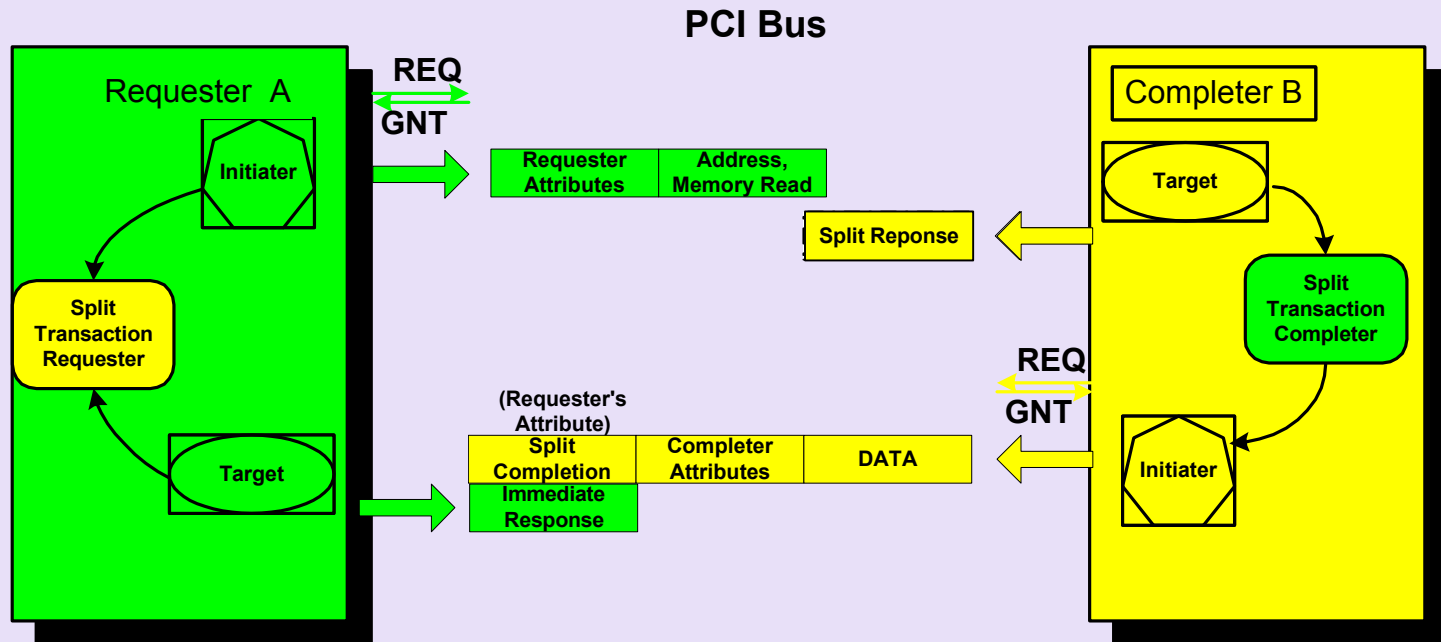 PCI Bus
Requester A
REQ
GNT
Completer B
Initiater
Requester
Attributes
Address,
Memory Read
Target
Split Reponse
Split
Transaction
Requester
Split
Transaction
Completer
REQ
GNT
(Requester's
Attribute)
Split
Completion
Completer
Attributes
DATA
Initiater
Target
Immediate
Response